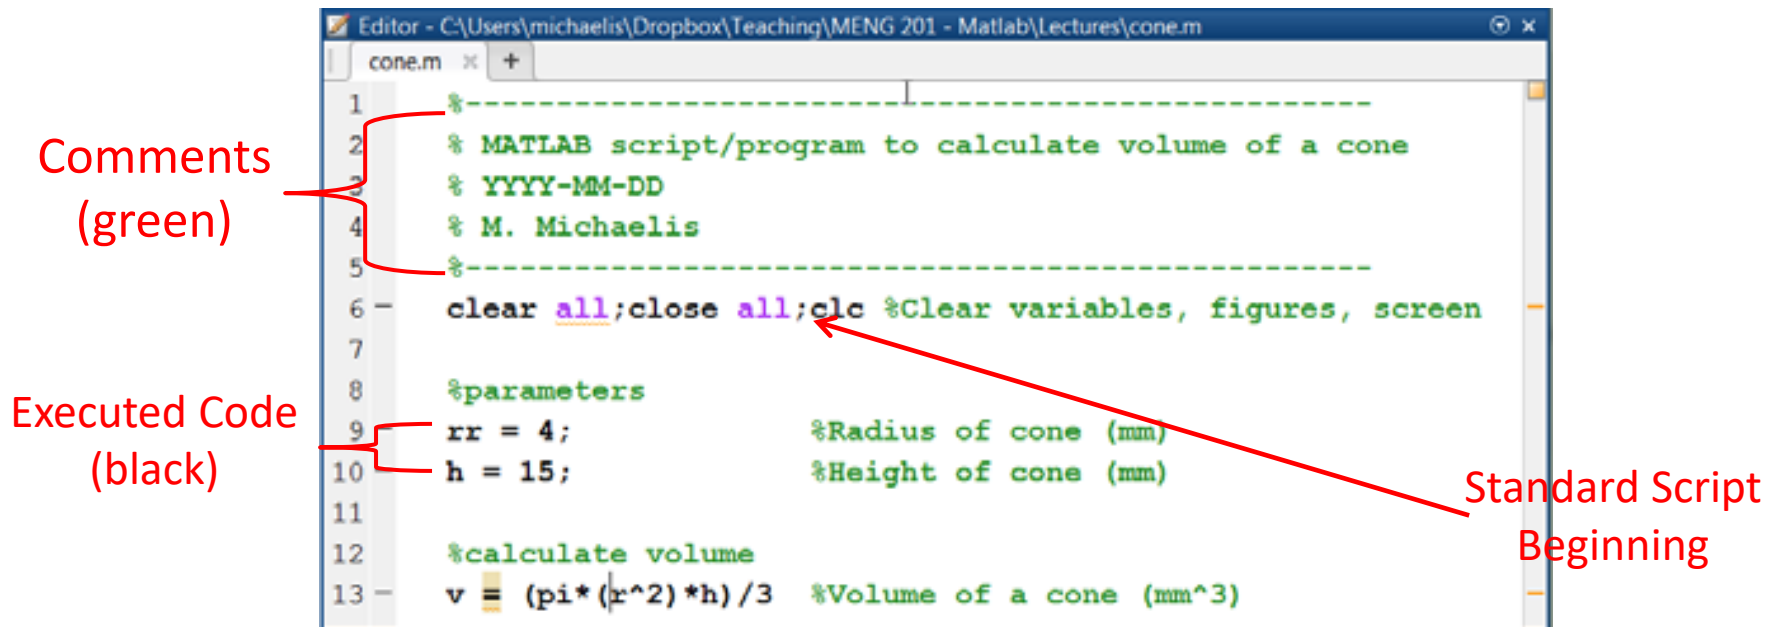 Editor - C:\Users\michaelis\Dropbox\Teaching\MENG 201 - Matlab\Lectures\cone.m
cone.m
1 %--------------------------------------------------
2 % MATLAB script/program to calculate volume of a cone
3 % YYYY-MM-DD
4 % M. Michaelis
5 %--------------------------------------------------
6 clear all;close all;clc %Clear variables, figures, screen
7
8 %parameters
9 rr = 4; %Radius of cone (mm)
10 h = 15; %Height of cone (mm)
11
12 %calculate volume
13 v = (pi*(r^2)*h)/3 %Volume of a cone (mm^3)
Comments
(green)
Executed Code
(black)
Standard Script
Beginning